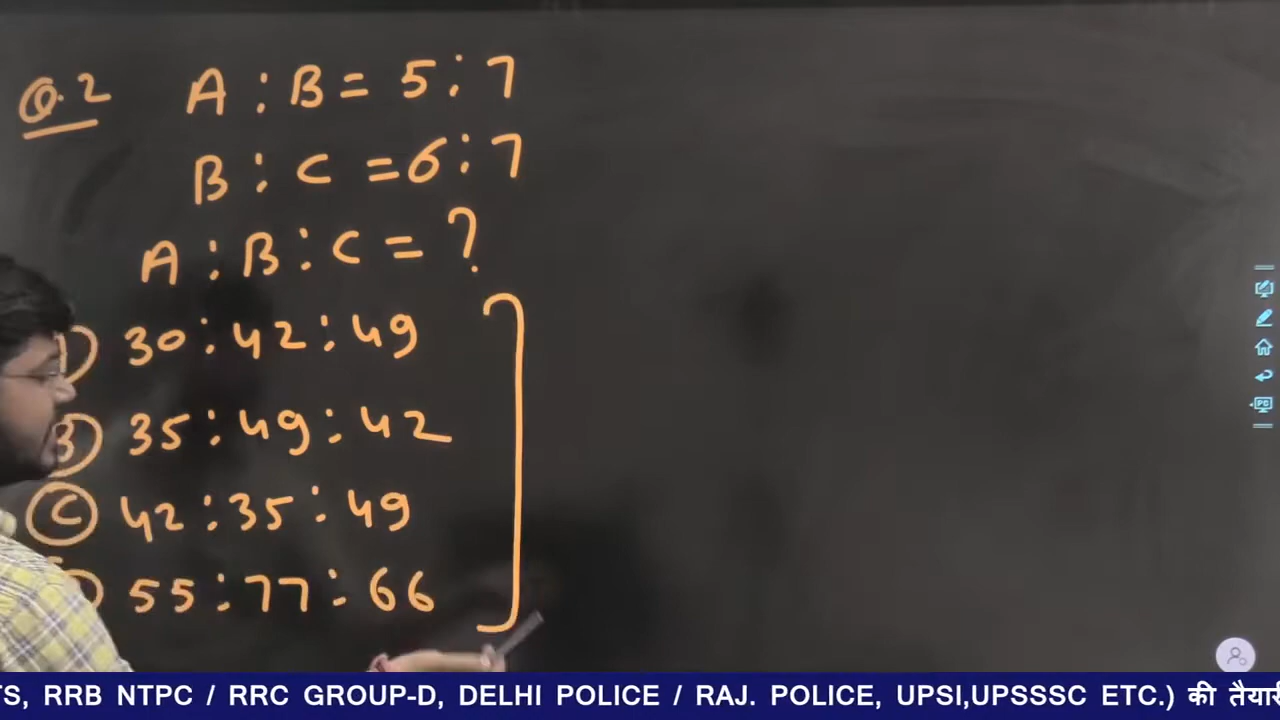 Q.2 A : B = 5 : 7
B : C = 6 : 7
A : B : C = ?
30 : 42 : 49
35 : 49 : 42
C 42 : 35 : 49
55 : 77 : 66
PC
RRB NTPC / RRC GROUP-D, DELHI POLICE / RAJ. POLICE, UPSI,UPSSSC ETC.) की